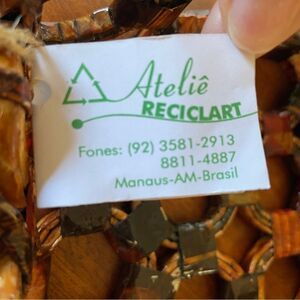 Ateliê
RECICLART
Fones: (92) 3581-2913
8811-4887
Manaus-AM-Brasil